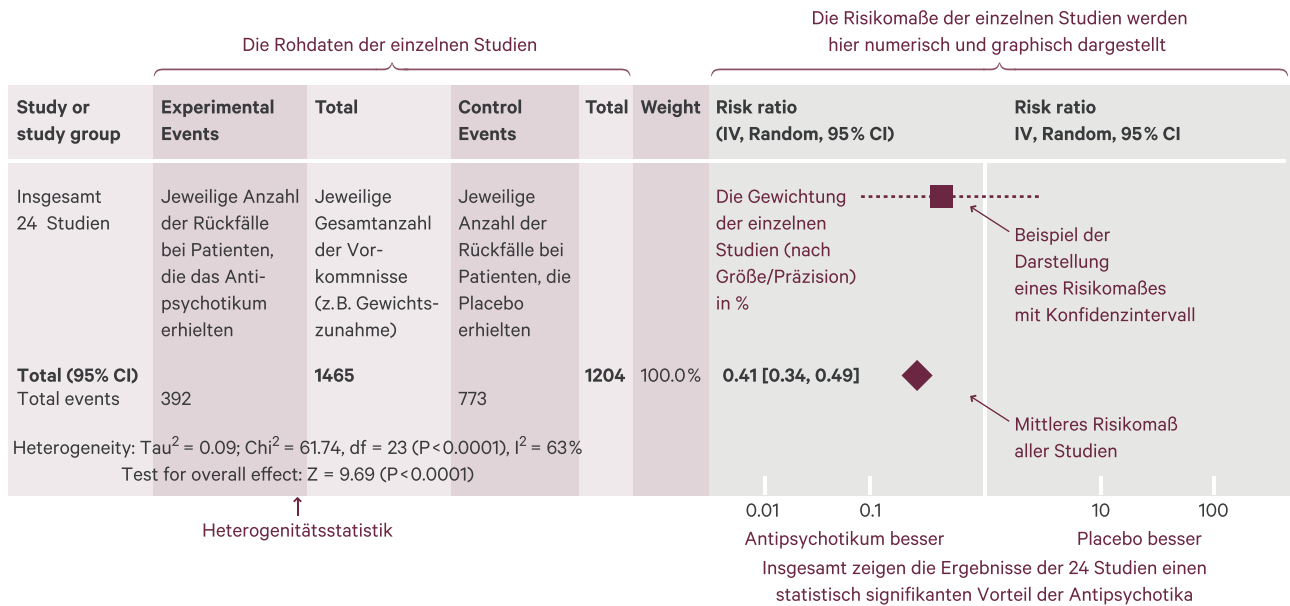 Die Rohdaten der einzelnen Studien
Die Risikomaße der einzelnen Studien werden
hier numerisch und graphisch dargestellt
Study or
study group
Experimental
Events
Total
Control
Events
Total
Weight
Risk ratio
(IV, Random, 95% CI)
Risk ratio
IV, Random, 95% CI
Insgesamt
24 Studien
Jeweilige Anzahl
der Rückfälle
bei Patienten,
die das Anti-
psychotikum
erhielten
Jeweilige
Gesamtanzahl
der Vor-
kommnisse
(z.B. Gewichts-
zunahme)
Jeweilige
Anzahl der
Rückfälle bei
Patienten, die
Placebo
erhielten
Die Gewichtung
der einzelnen
Studien (nach
Größe/Präzision)
in %
Beispiel der
Darstellung
eines Risikomaßes
mit Konfidenzintervall
Total (95% CI)
1465
1204
100.0%
0.41 [0.34, 0.49]
Total events
392
773
Mittleres Risikomaß
aller Studien
Heterogeneity: Tau² = 0.09; Chi² = 61.74, df = 23 (P<0.0001), I² = 63%
Test for overall effect: Z = 9.69 (P<0.0001)
Heterogenitätsstatistik
0.01
0.1
10
100
Antipsychotikum besser
Placebo besser
Insgesamt zeigen die Ergebnisse der 24 Studien einen
statistisch signifikanten Vorteil der Antipsychotika